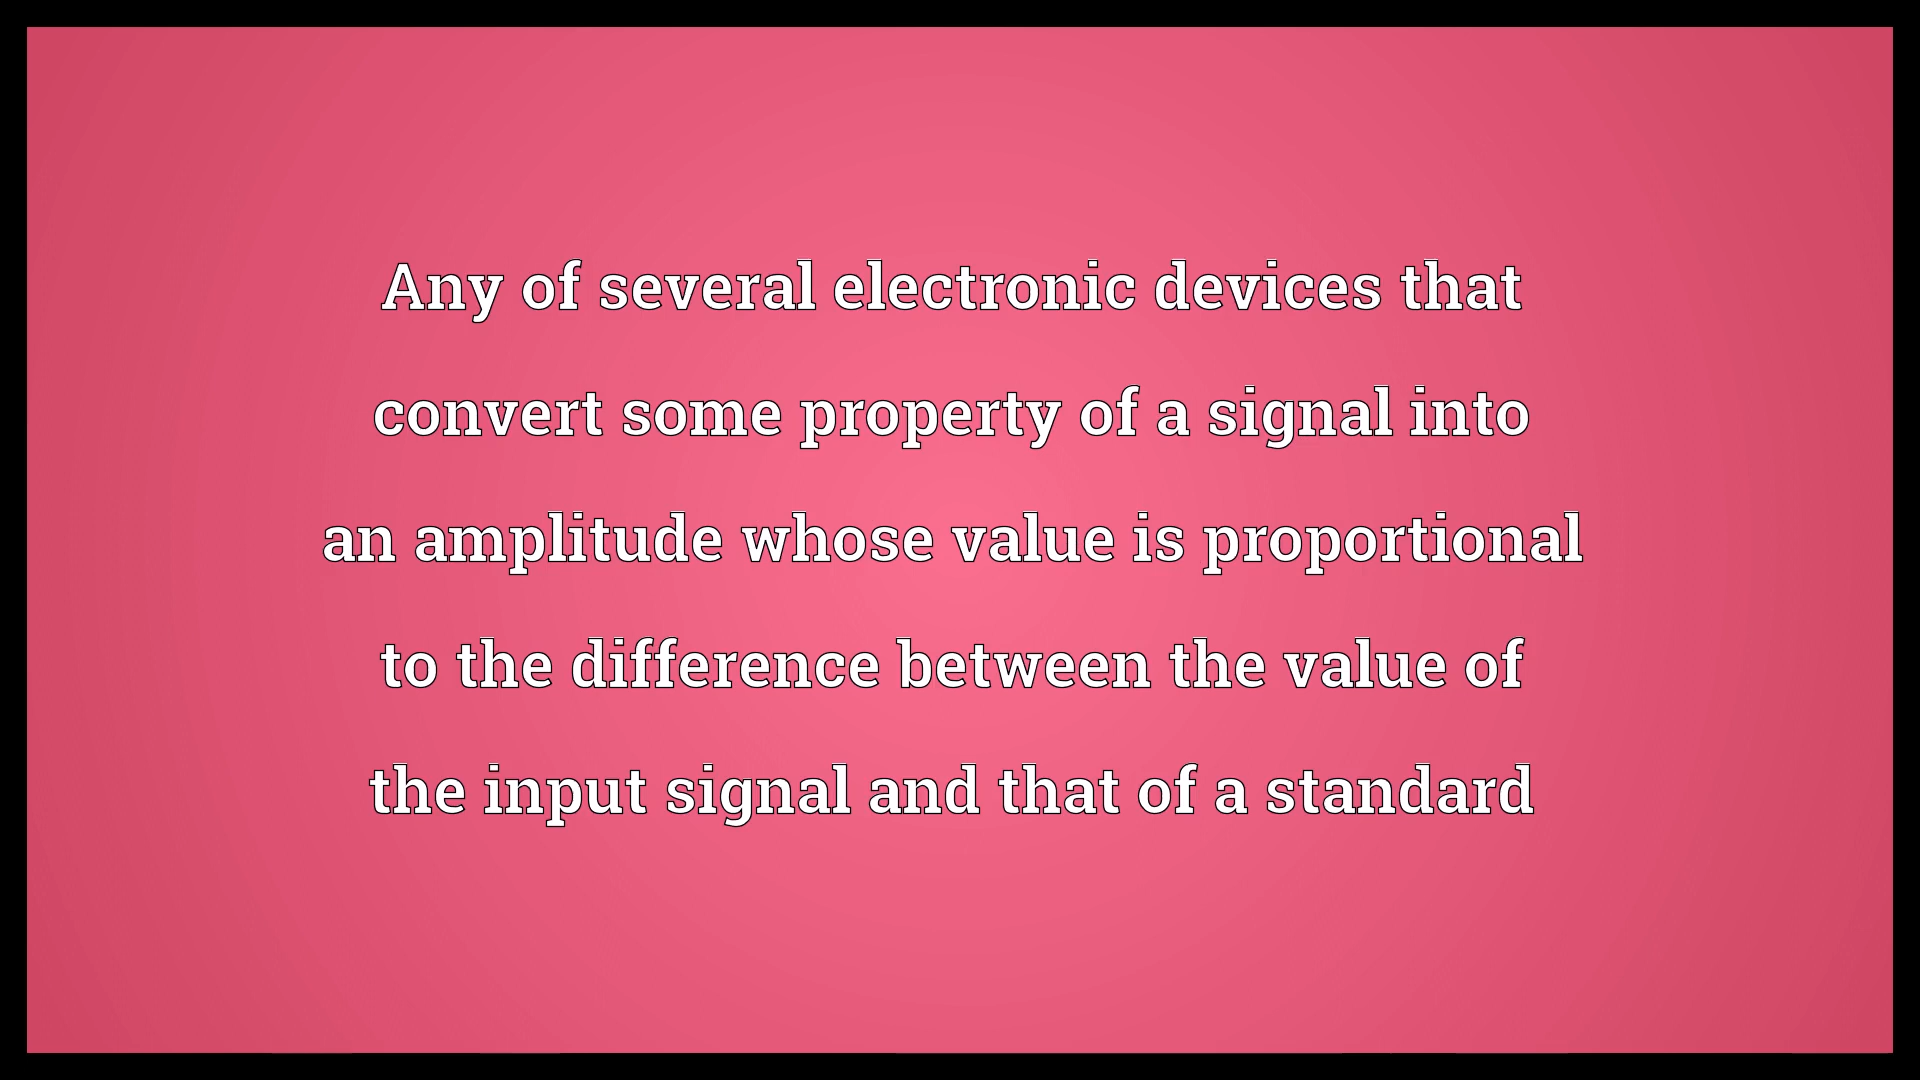 Any of several electronic devices that
convert some property of a signal into
an amplitude whose value is proportional
to the difference between the value of
the input signal and that of a standard